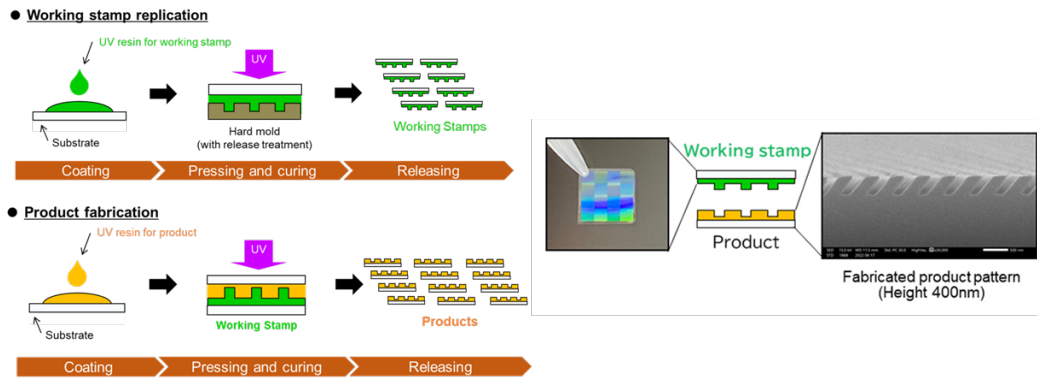 ● Working stamp replication
UV resin for working stamp
UV
Substrate
Hard mold
(with release treatment)
Working Stamps
Coating
Pressing and curing
Releasing
● Product fabrication
UV resin for product
UV
Substrate
Working Stamp
Products
Coating
Pressing and curing
Releasing
Working stamp
Product
Fabricated product pattern
(Height 400nm)